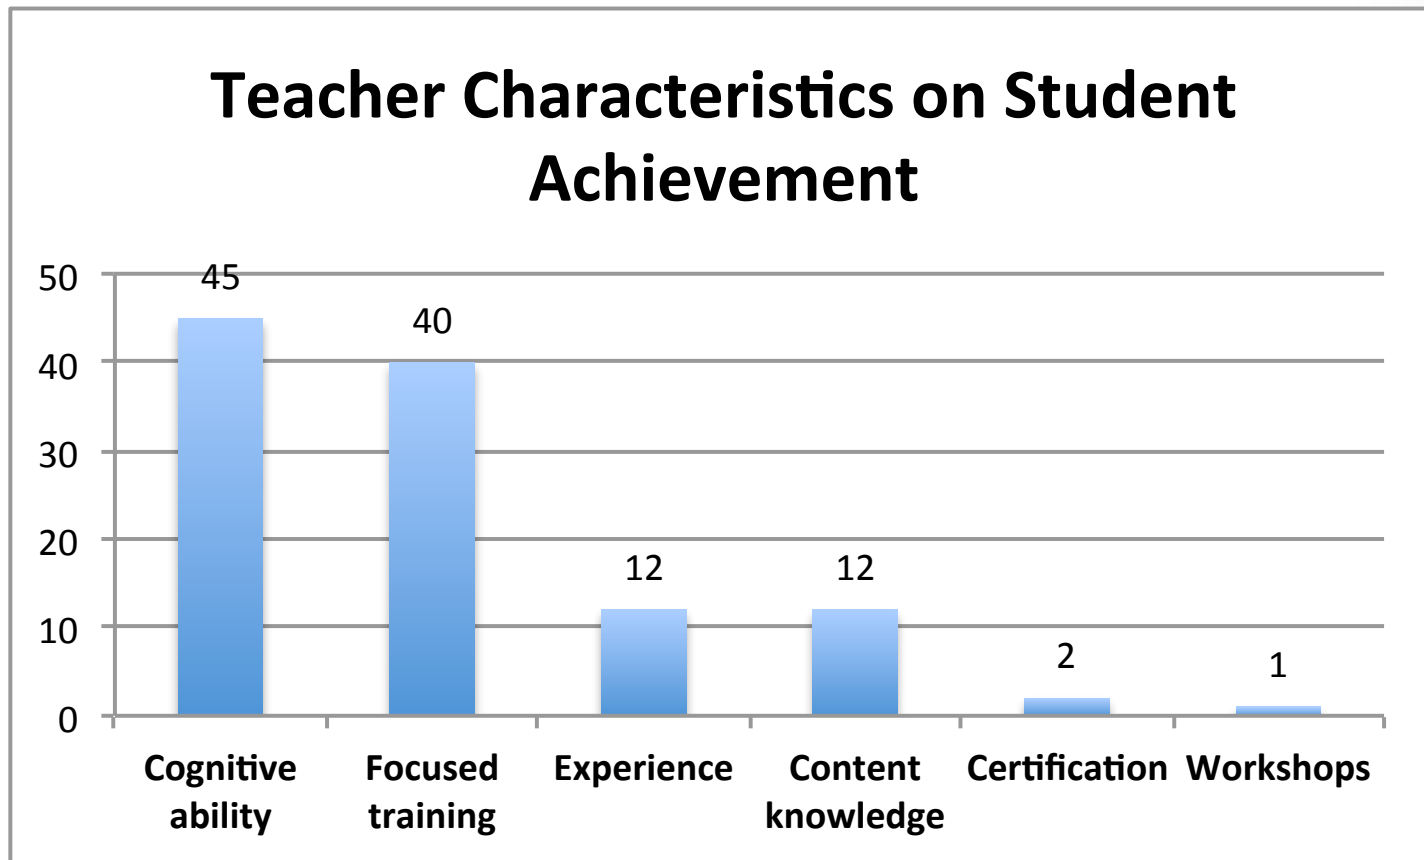 Teacher Characteristics on Student
Achievement
50
45
40
40
30
20
12
12
10
2
1
0
Cognitive ability
Focused training
Experience
Content knowledge
Certification
Workshops